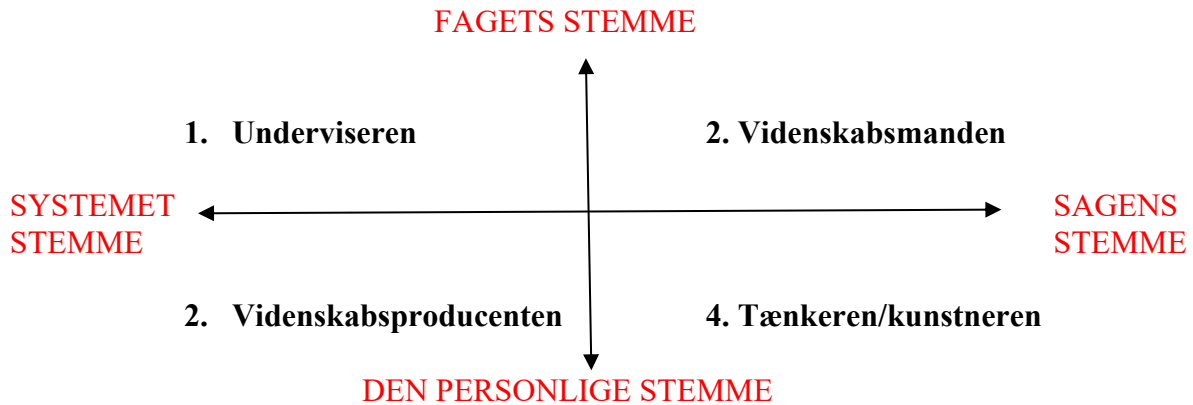 FAGETS STEMME
1. Underviseren
2. Videnskabsmanden
SYSTEMET
STEMME
SAGENS
STEMME
2. Videnskabsproducenten
4. Tænkeren/kunstneren
DEN PERSONLIGE STEMME